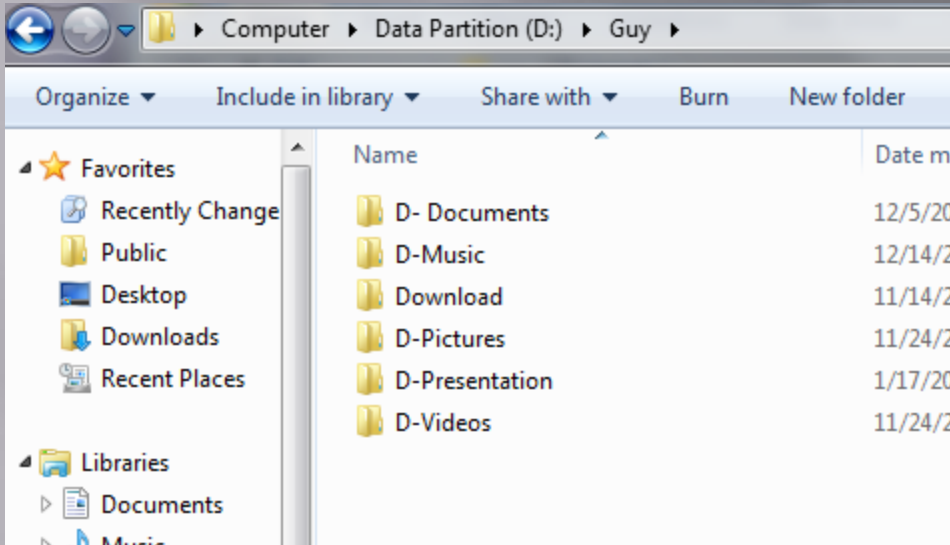 Computer Data Partition (D:) Guy
Organize Include in library Share with Burn New folder
Name Date m
Favorites
Recently Change
Public
Desktop
Downloads
Recent Places
Libraries
Documents
Music
D- Documents 12/5/20
D-Music 12/14/2
Download 11/14/2
D-Pictures 11/24/2
D-Presentation 1/17/20
D-Videos 11/24/2